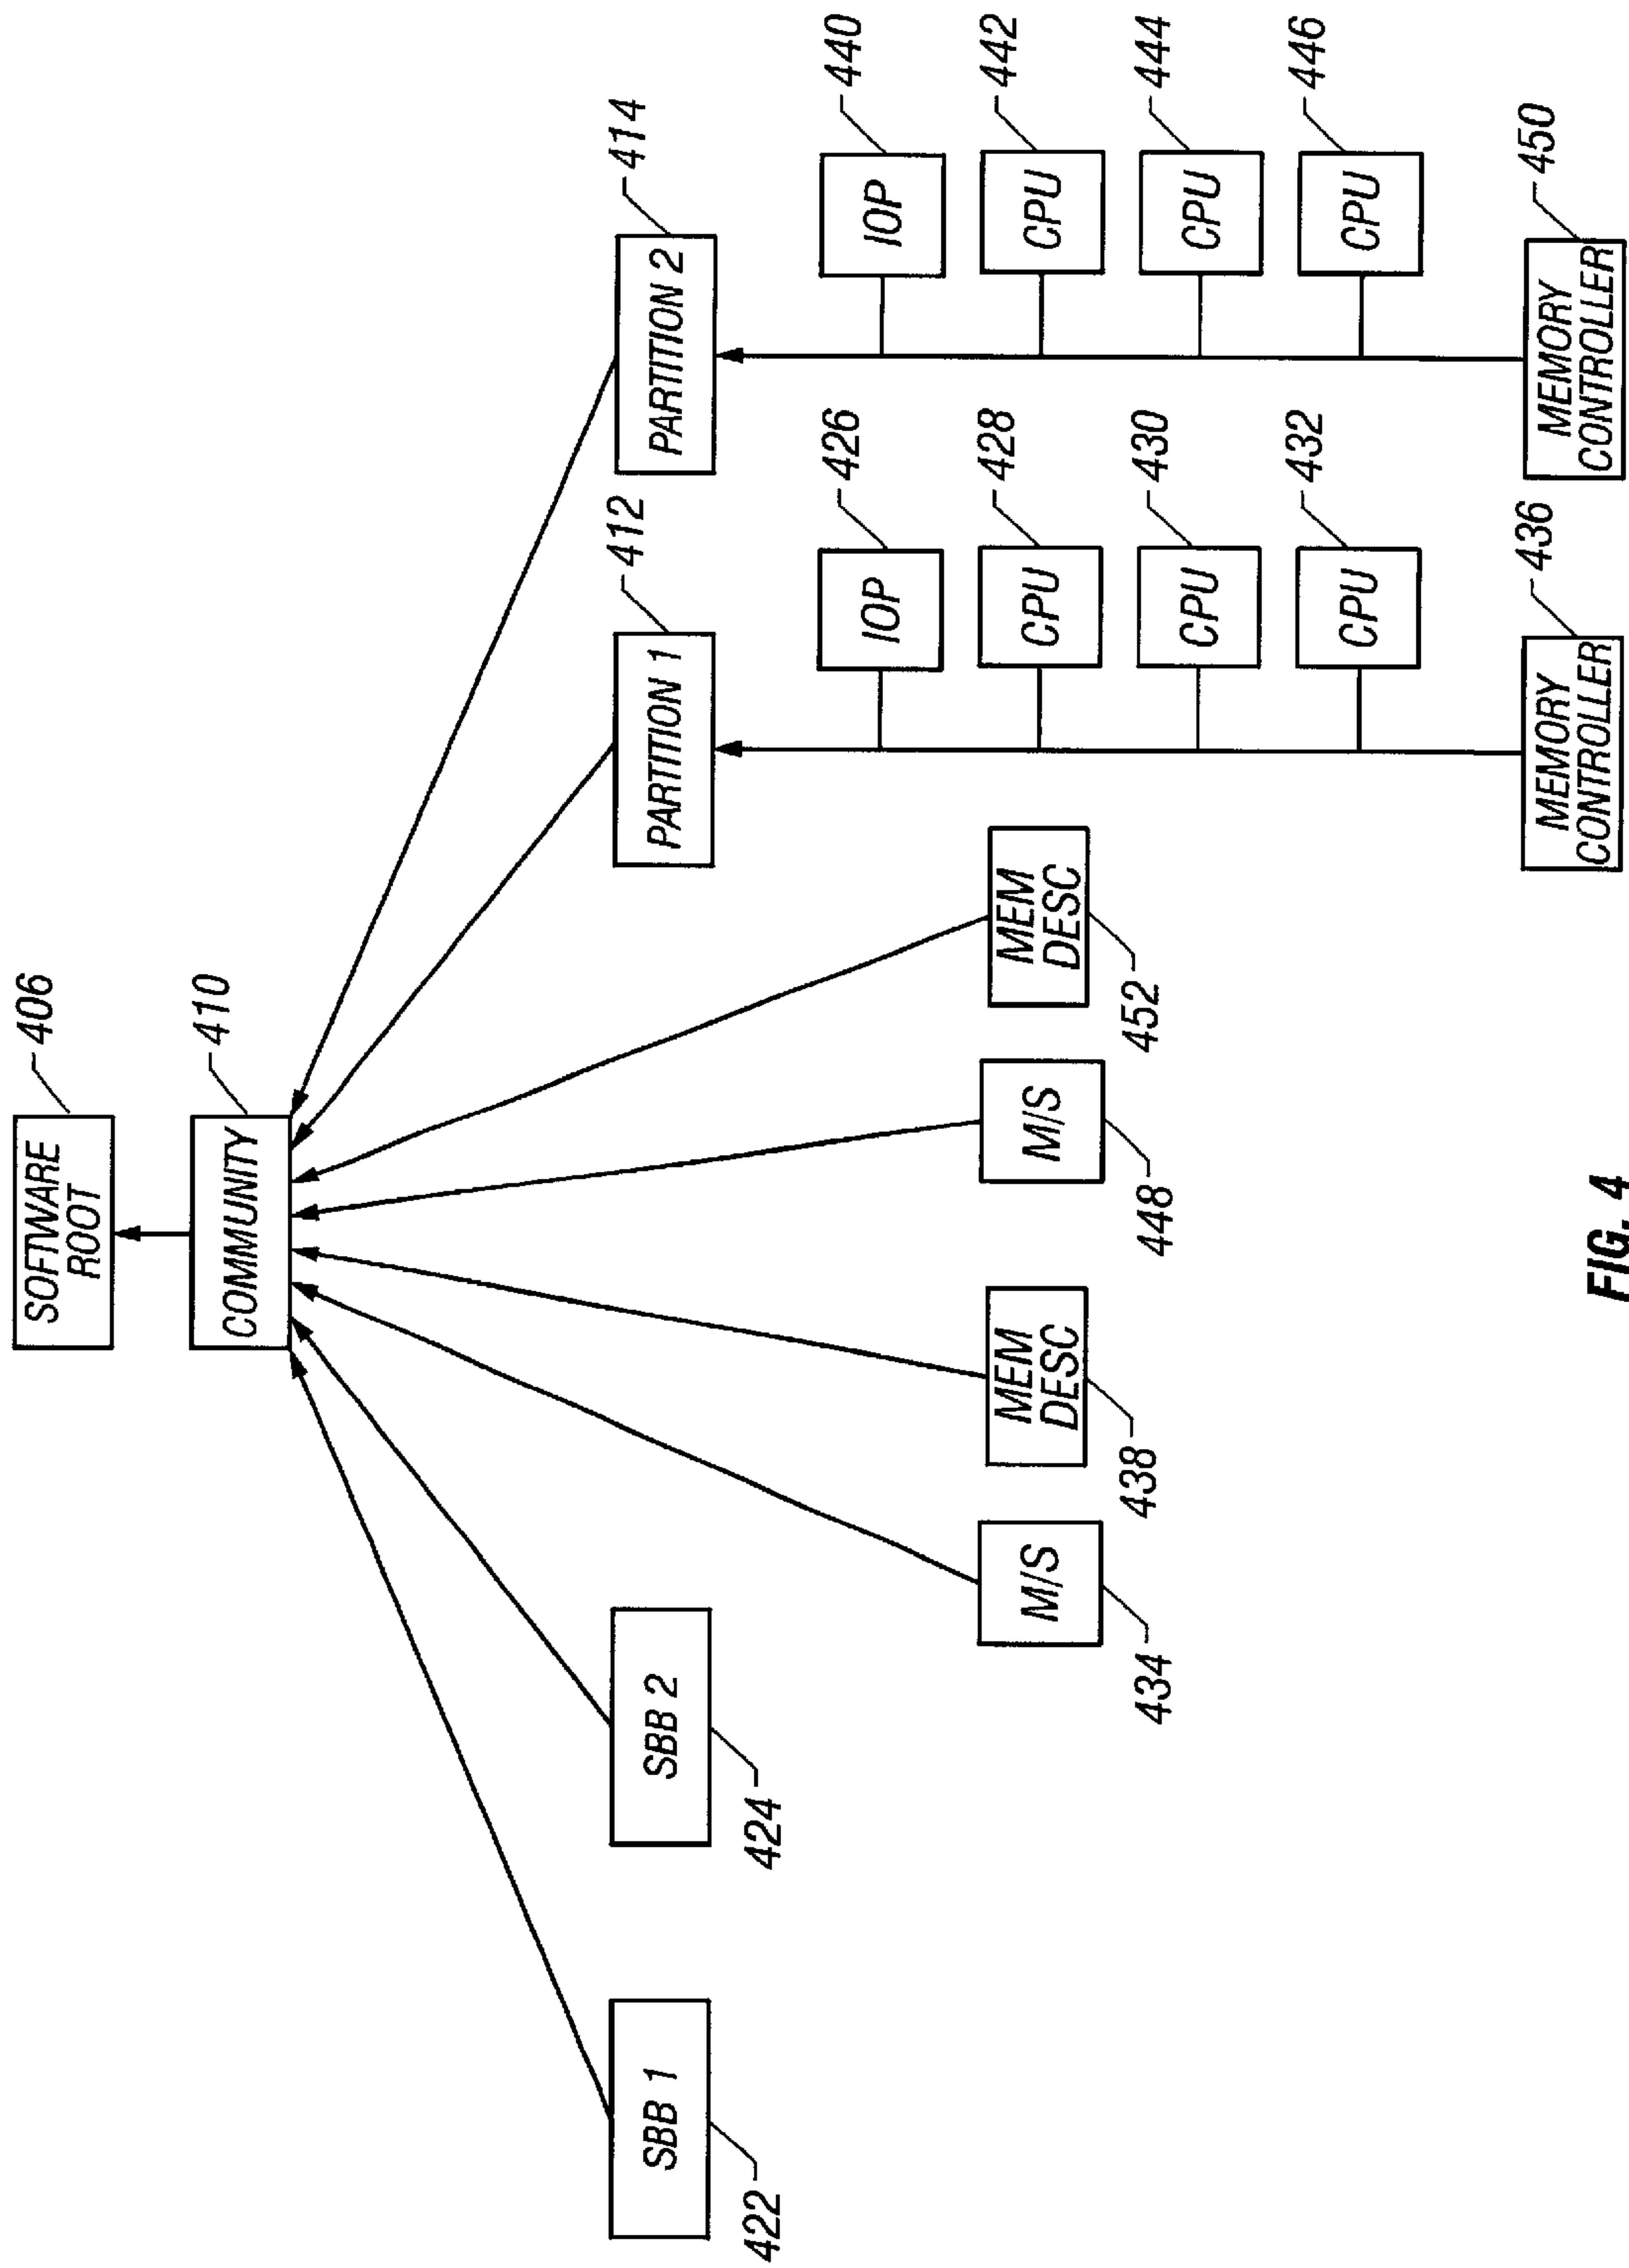 SOFTWARE
ROOT
406
COMMUNITY
410
SBB 1
422
SBB 2
424
PARTITION 1
412
PARTITION 2
414
M/S
434
MEM
DESC
438
M/S
448
MEM
DESC
452
IOP
426
CPU
428
CPU
430
CPU
432
MEMORY
CONTROLLER
436
IOP
440
CPU
442
CPU
444
CPU
446
MEMORY
CONTROLLER
450
FIG. 4